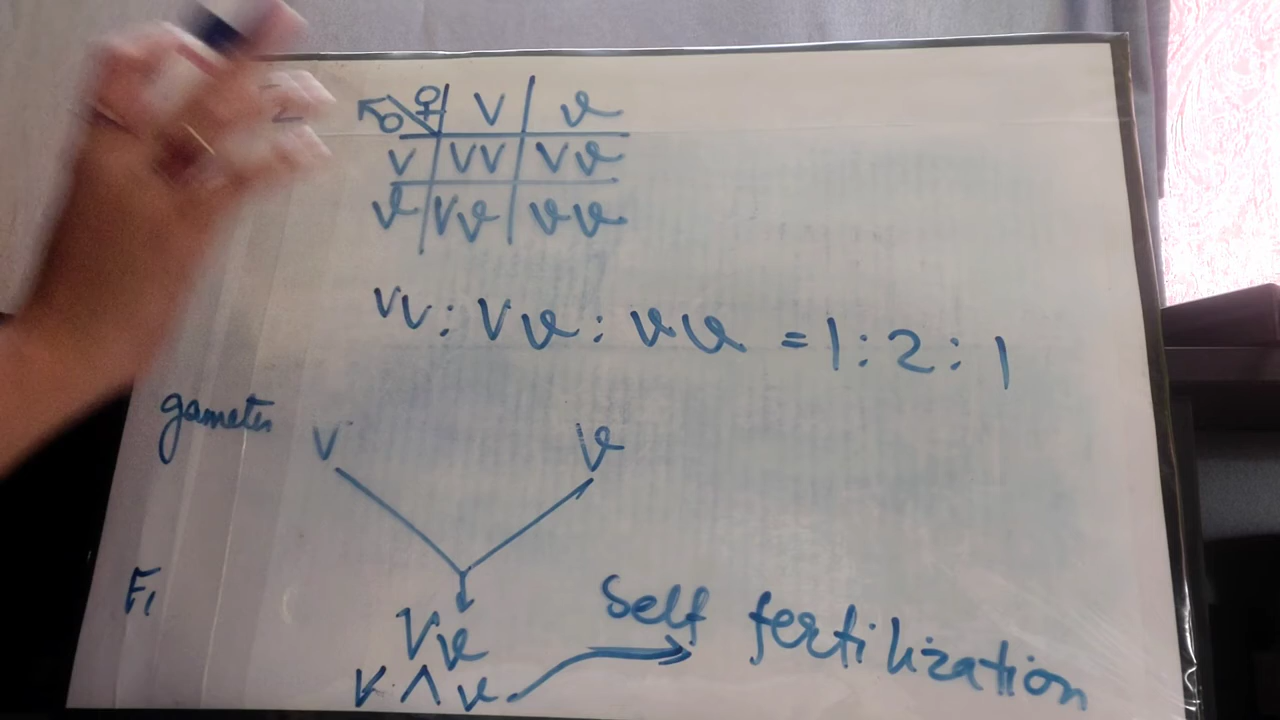 ♂ ♀ V v
V VV Vv
v Vv vv
VV : Vv : vv = 1 : 2 : 1
gametes V v
F1
Vv
V ∧ v → Self fertilization